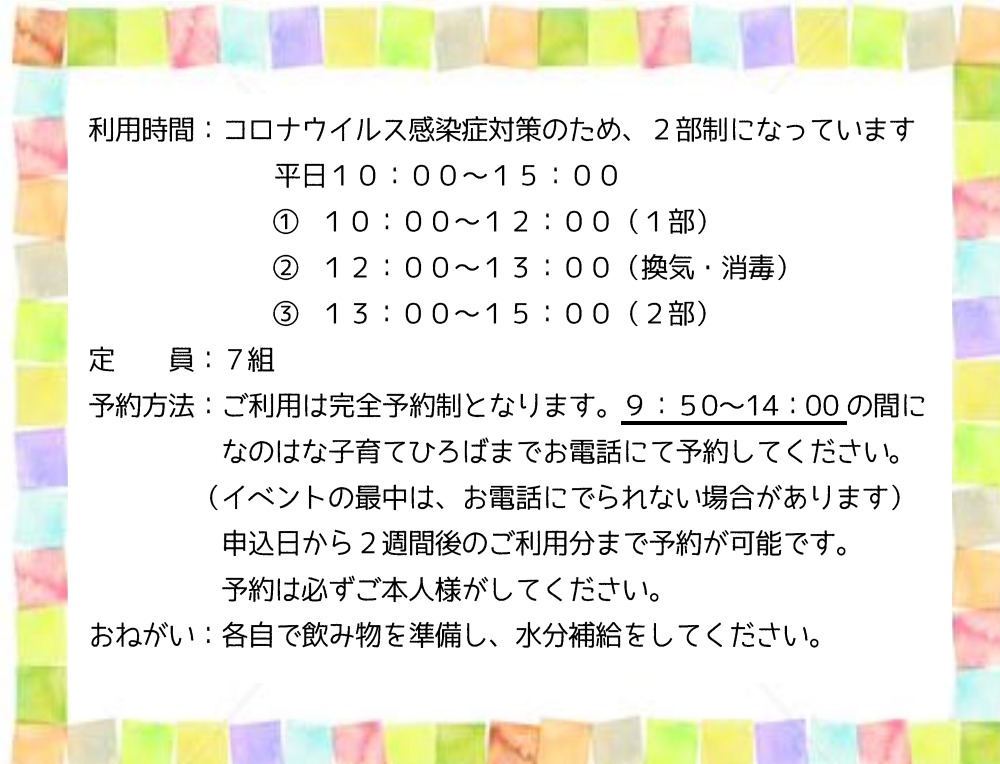 利用時間：コロナウイルス感染症対策のため、２部制になっています
平日１０：００～１５：００
① １０：００～１２：００（１部）
② １２：００～１３：００（換気・消毒）
③ １３：００～１５：００（２部）
定　　員：７組
予約方法：ご利用は完全予約制となります。９：５0～14：00 の間に
なのはな子育てひろばまでお電話にて予約してください。
（イベントの最中は、お電話にでられない場合があります）
申込日から２週間後のご利用分まで予約が可能です。
予約は必ずご本人様がしてください。
おねがい：各自で飲み物を準備し、水分補給をしてください。